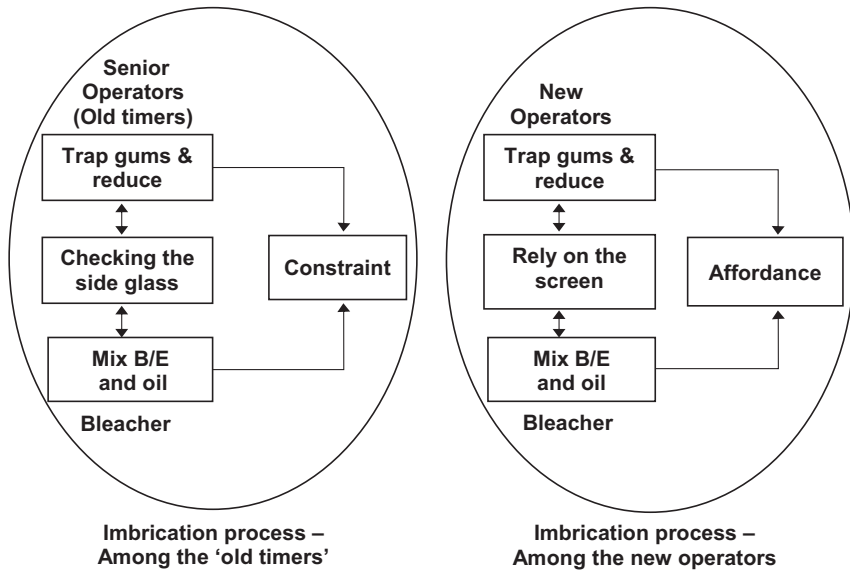 Senior
Operators
(Old timers)
Trap gums &
reduce
Checking the
side glass
Constraint
Mix B/E
and oil
Bleacher
Imbrication process –
Among the ‘old timers’
New
Operators
Trap gums &
reduce
Rely on the
screen
Affordance
Mix B/E
and oil
Bleacher
Imbrication process –
Among the new operators